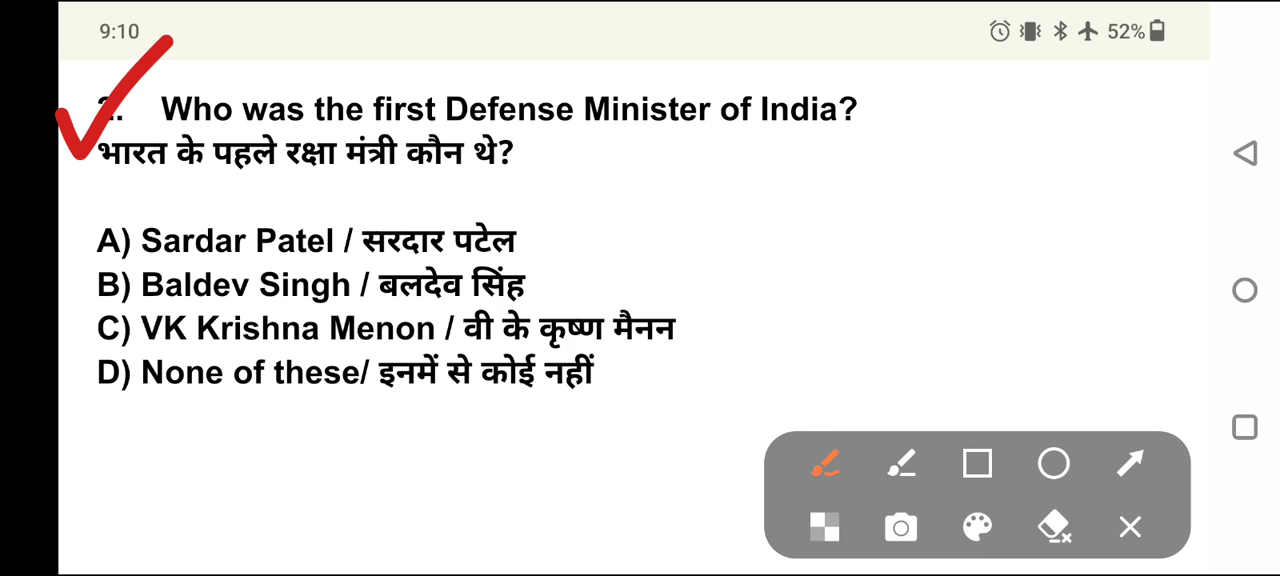 9:10
52%
Who was the first Defense Minister of India?
भारत के पहले रक्षा मंत्री कौन थे?
A) Sardar Patel / सरदार पटेल
B) Baldev Singh / बलदेव सिंह
C) VK Krishna Menon / वी के कृष्ण मैनन
D) None of these/ इनमें से कोई नहीं